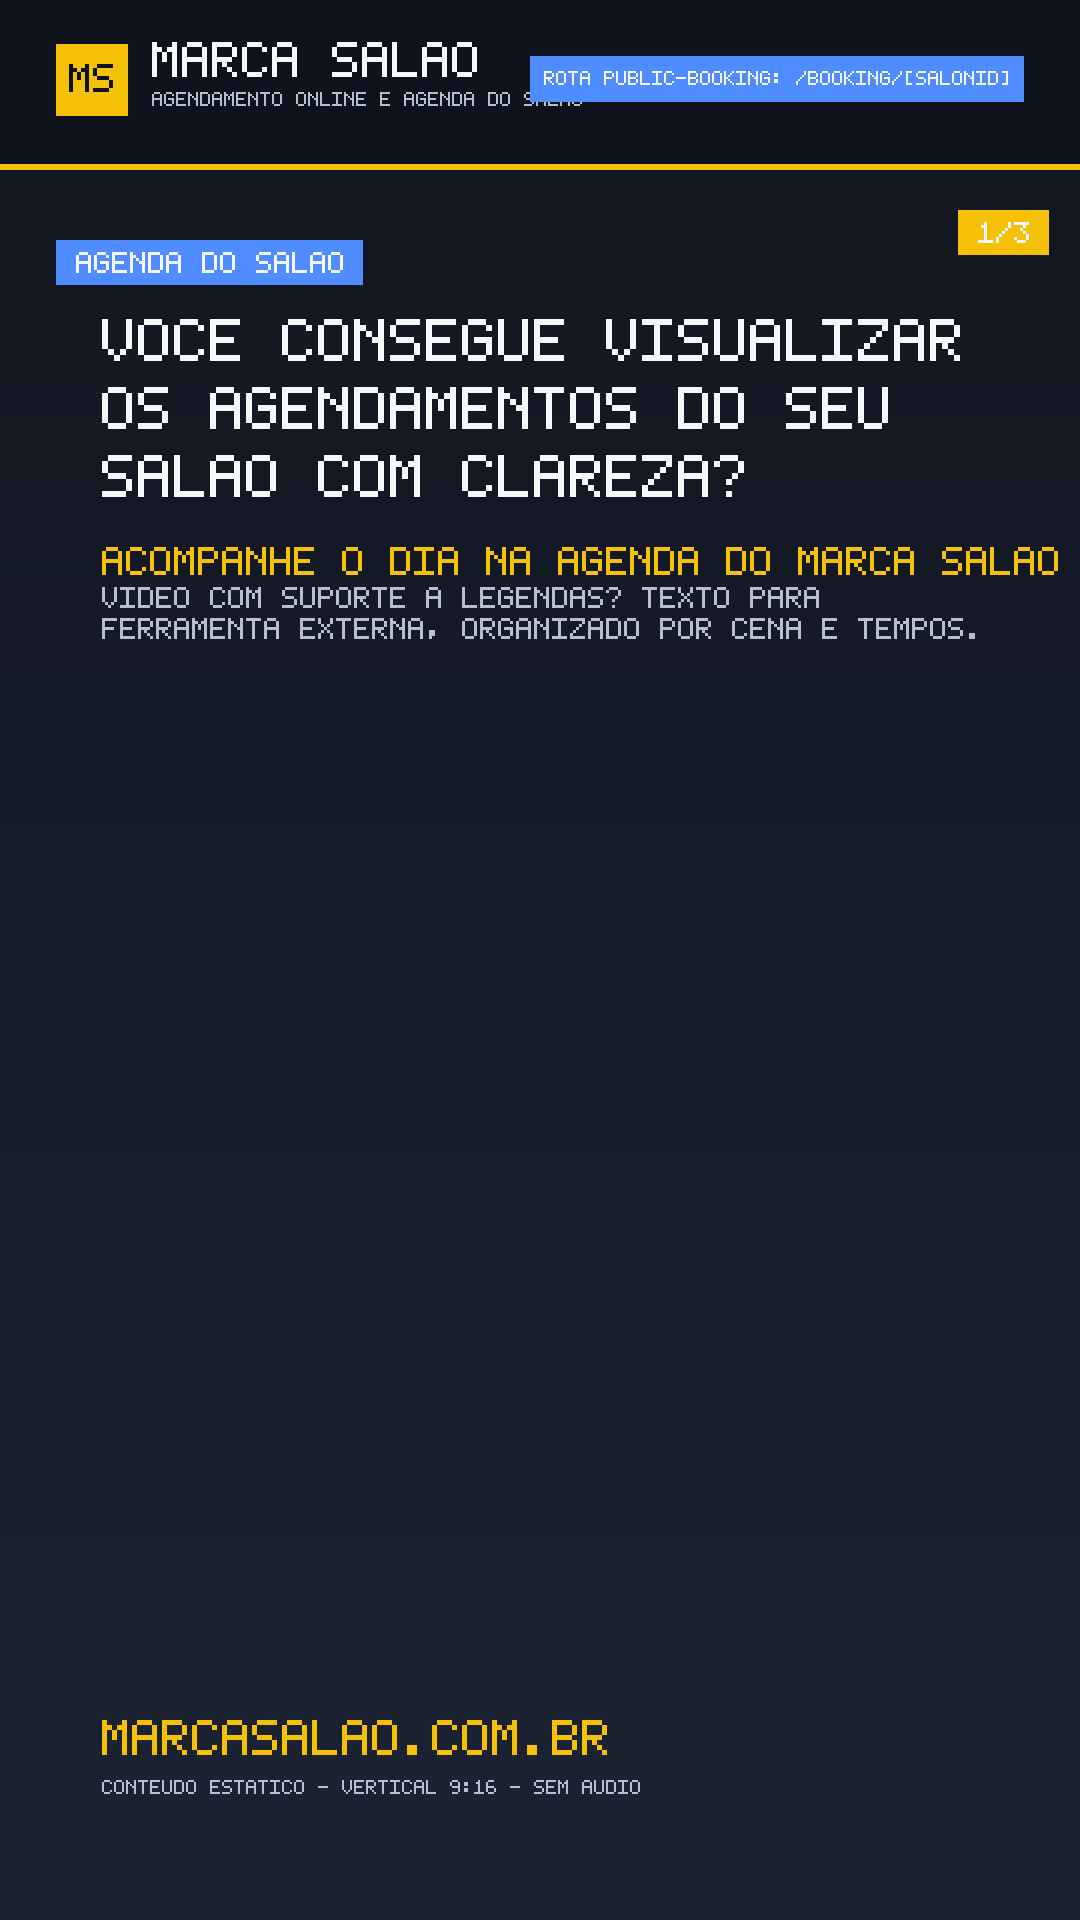 MS
MARCA SALAO
AGENDAMENTO ONLINE E AGENDA DO SALAO
ROTA PUBLIC-BOOKING: /BOOKING/[SALONID]
1/3
AGENDA DO SALAO
VOCE CONSEGUE VISUALIZAR
OS AGENDAMENTOS DO SEU
SALAO COM CLAREZA?
ACOMPANHE O DIA NA AGENDA DO MARCA SALAO
VIDEO COM SUPORTE A LEGENDAS? TEXTO PARA
FERRAMENTA EXTERNA, ORGANIZADO POR CENA E TEMPOS.
MARCASALAO.COM.BR
CONTEUDO ESTATICO - VERTICAL 9:16 - SEM AUDIO